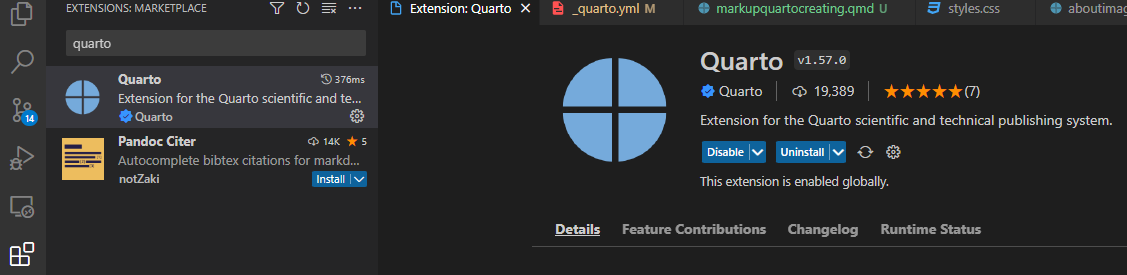 EXTENSIONS: MARKETPLACE
quarto
Quarto
376ms
Extension for the Quarto scientific and te...
Quarto
Pandoc Citer
14K
5
Autocomplete bibtex citations for markd...
notZaki
Install
14
Extension: Quarto
_quarto.yml M
markupquartocreating.qmd U
styles.css
aboutimag
Quarto
v1.57.0
Quarto
19,389
(7)
Extension for the Quarto scientific and technical publishing system.
Disable
Uninstall
This extension is enabled globally.
Details
Feature Contributions
Changelog
Runtime Status